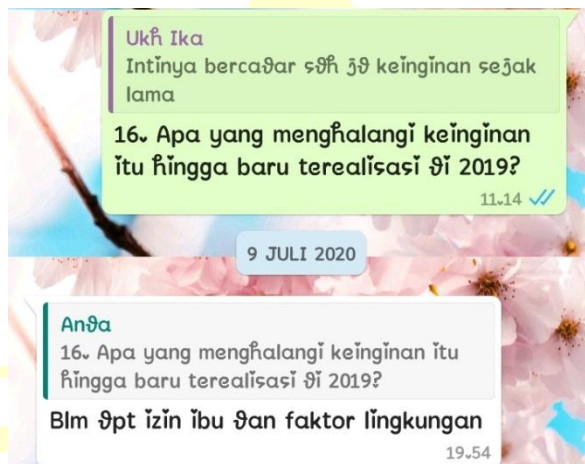 Ukh Ika
Intinya bercadar sdh jd keinginan sejak
lama
16. Apa yang menghalangi keinginan
itu hingga baru terealisasi di 2019?
11.14
9 JULI 2020
Anda
16. Apa yang menghalangi keinginan itu
hingga baru terealisasi di 2019?
Blm dpt izin ibu dan faktor lingkungan
19.54